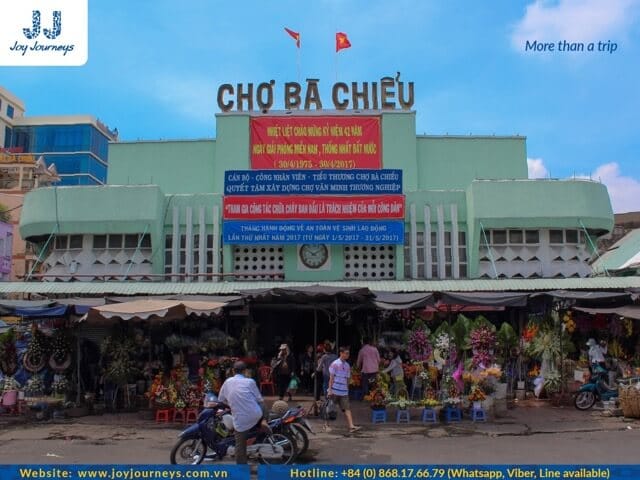 JJ
Joy Journeys
More than a trip
CHỢ BÀ CHIỂU
NHIỆT LIỆT CHÀO MỪNG KỶ NIỆM 42 NĂM
NGÀY GIẢI PHÓNG MIỀN NAM, THỐNG NHẤT ĐẤT NƯỚC
(30/4/1975 - 30/4/2017)
CÁN BỘ - CÔNG NHÂN VIÊN - TIỂU THƯƠNG CHỢ BÀ CHIỂU
QUYẾT TÂM XÂY DỰNG CHỢ VĂN MINH THƯƠNG NGHIỆP
"THAM GIA CÔNG TÁC CHỮA CHÁY BAN ĐẦU LÀ TRÁCH NHIỆM CỦA MỖI CÔNG DÂN"
THÁNG HÀNH ĐỘNG VỀ AN TOÀN VỆ SINH LAO ĐỘNG
LẦN THỨ NHẤT 2017 (TỪ NGÀY 1/5/2017 - 31/5/2017)
Website: www.joyjourneys.com.vn
Hotline: +84 (0) 868.17.66.79 (Whatsapp, Viber, Line available)